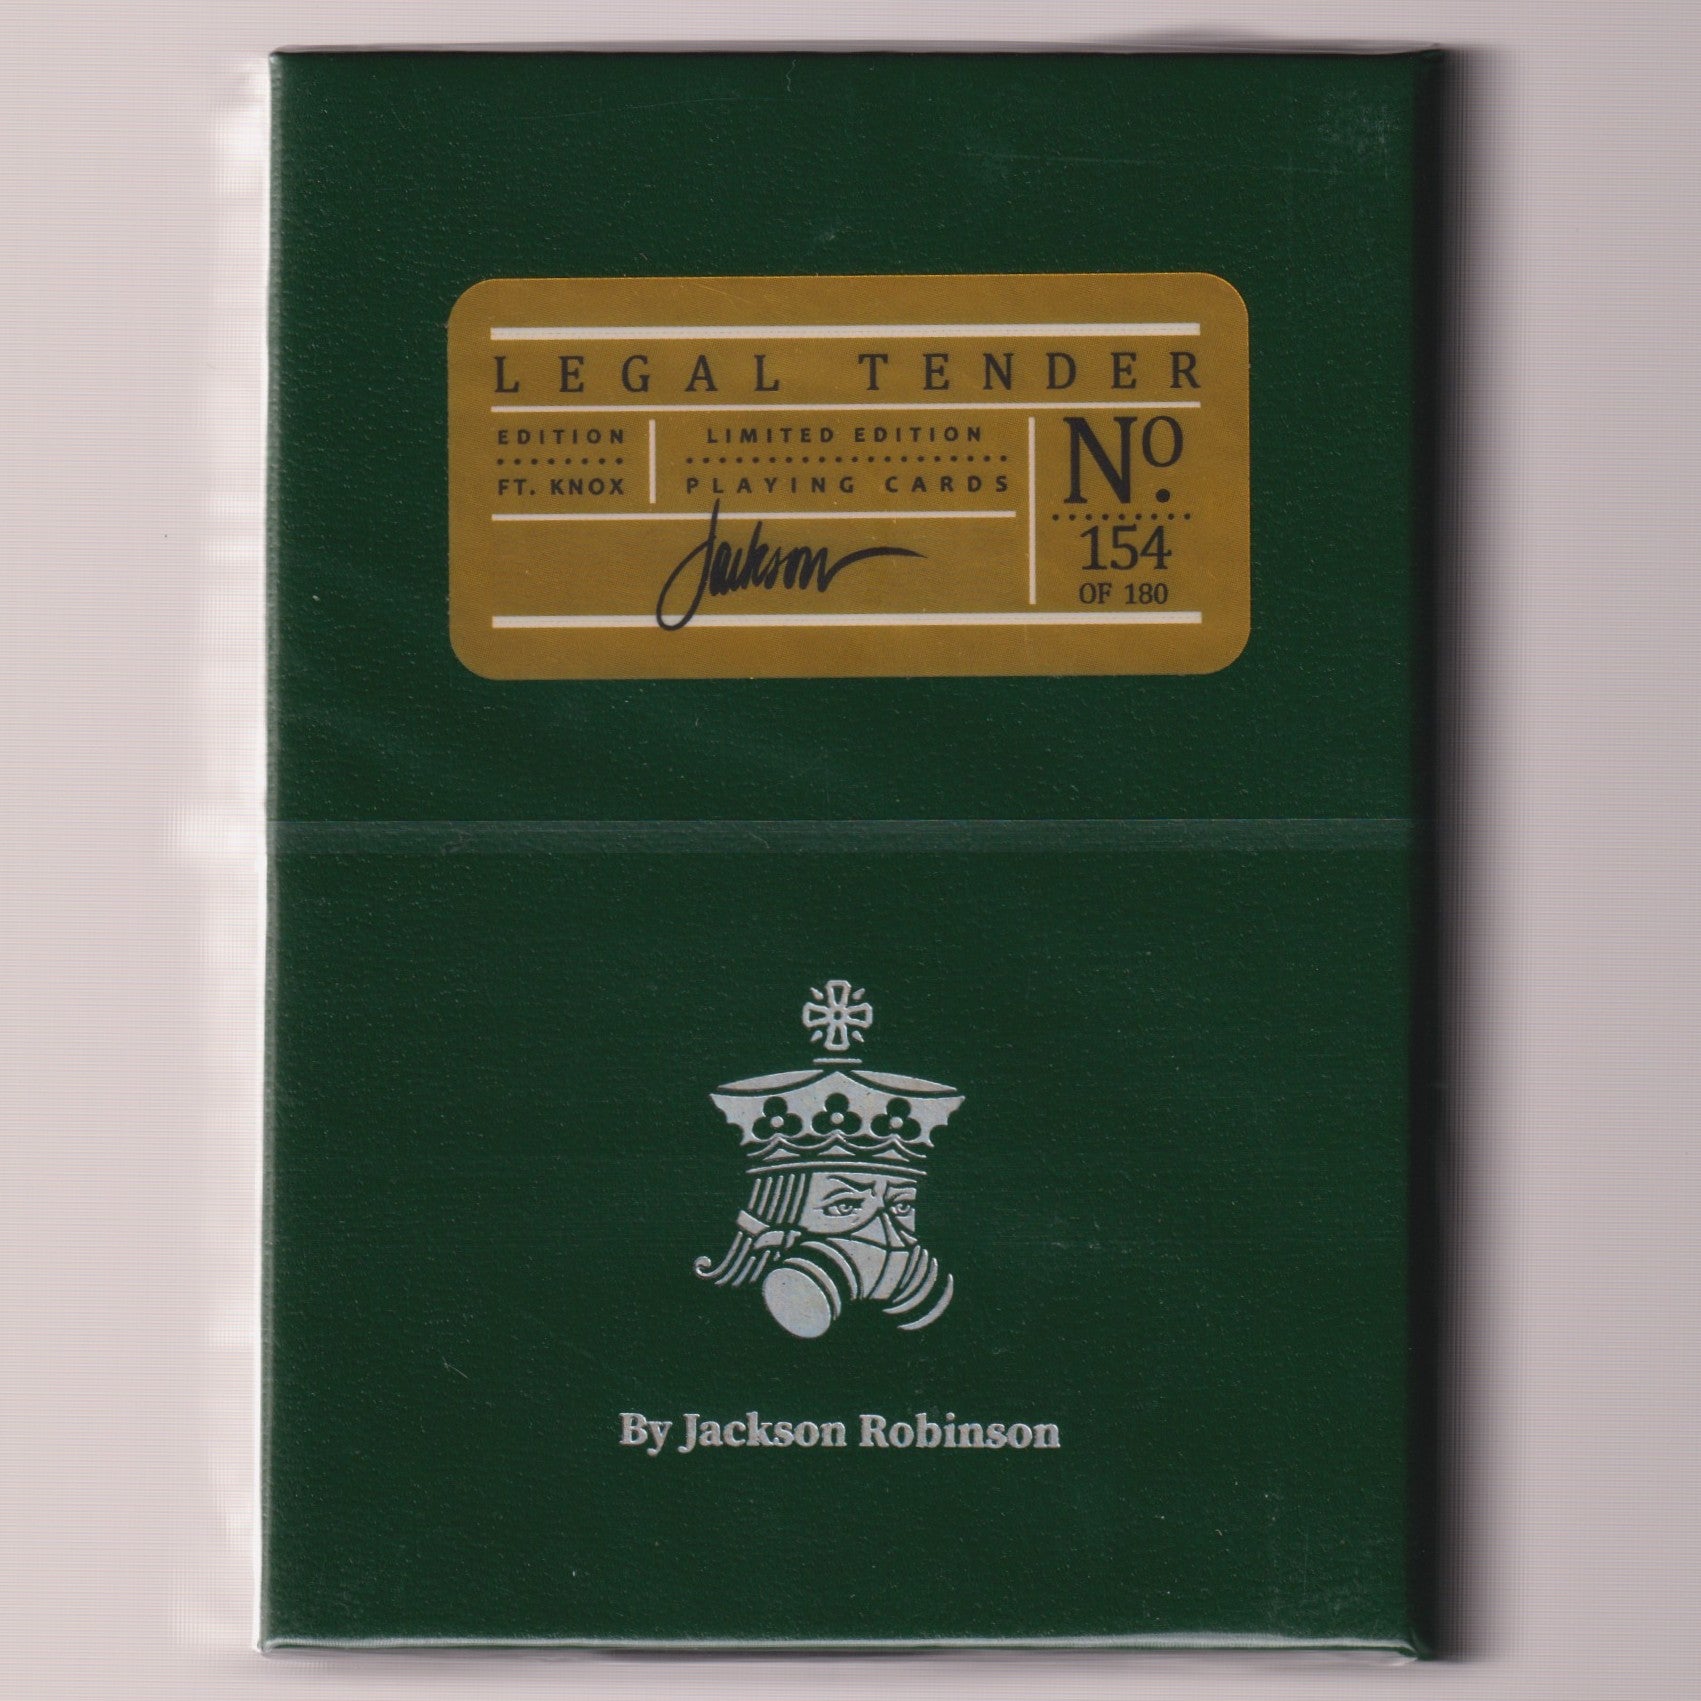 LEGAL TENDER
EDITION
FT. KNOX
LIMITED EDITION
PLAYING CARDS
Jackson
No.
154
OF 180
By Jackson Robinson